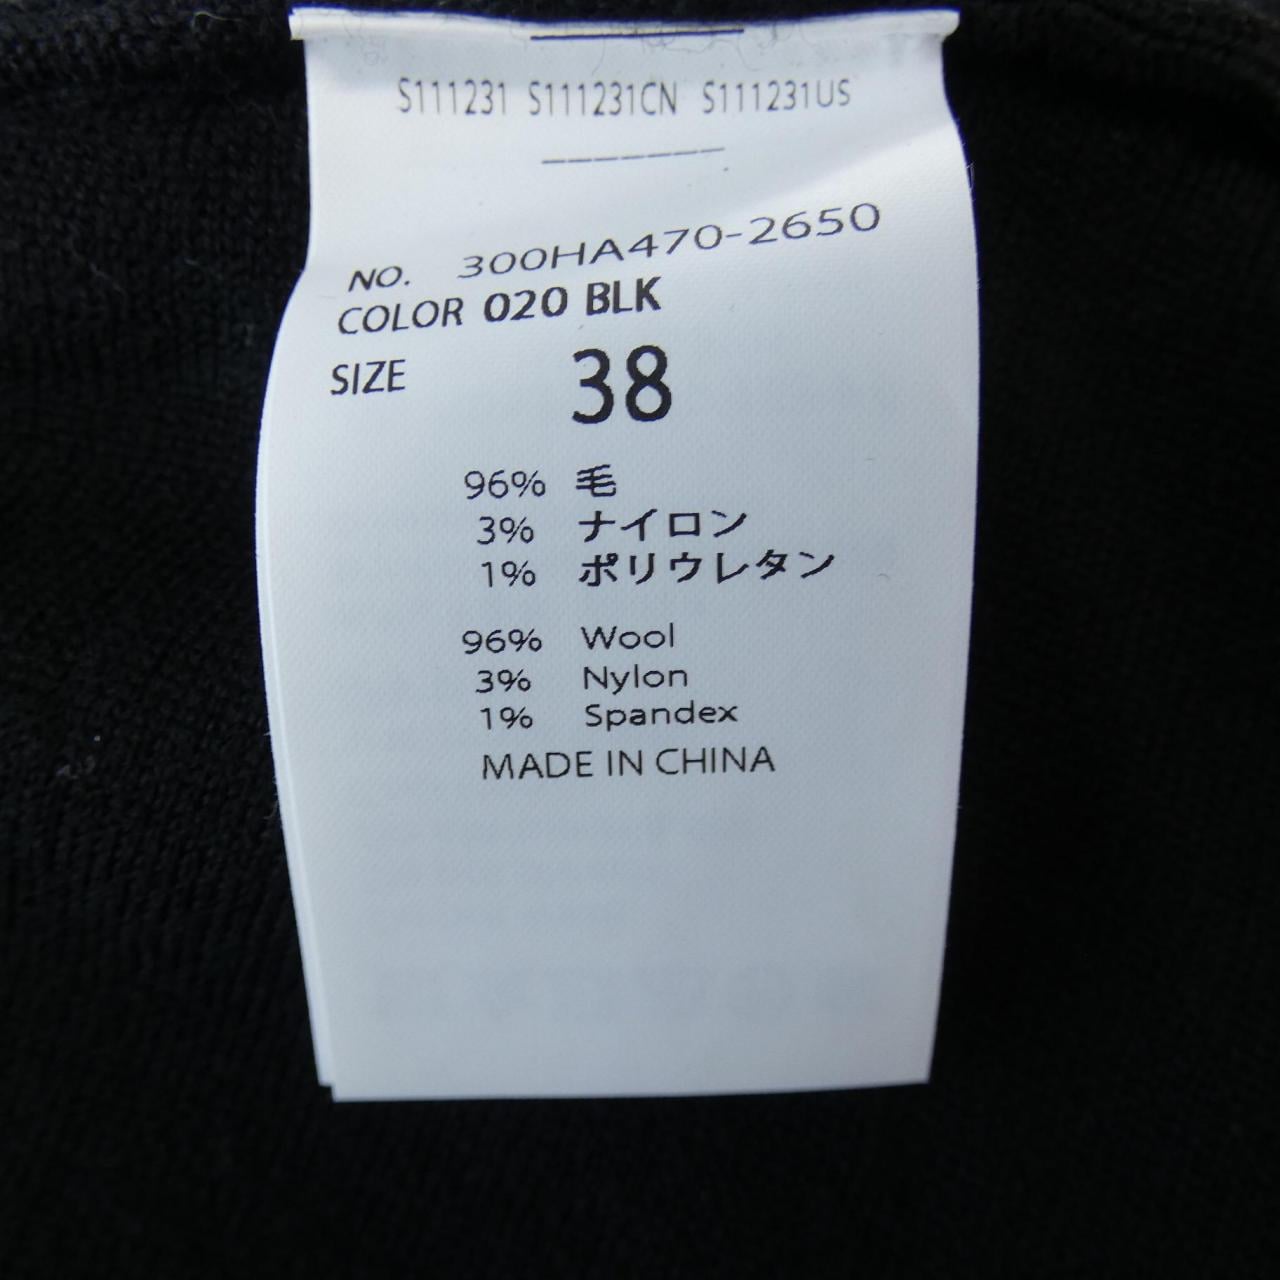 S111231 S111231CN S111231US
NO. 300HA470-2650
COLOR 020 BLK
SIZE 38
96% 毛
3% ナイロン
1% ポリウレタン
96% Wool
3% Nylon
1% Spandex
MADE IN CHINA